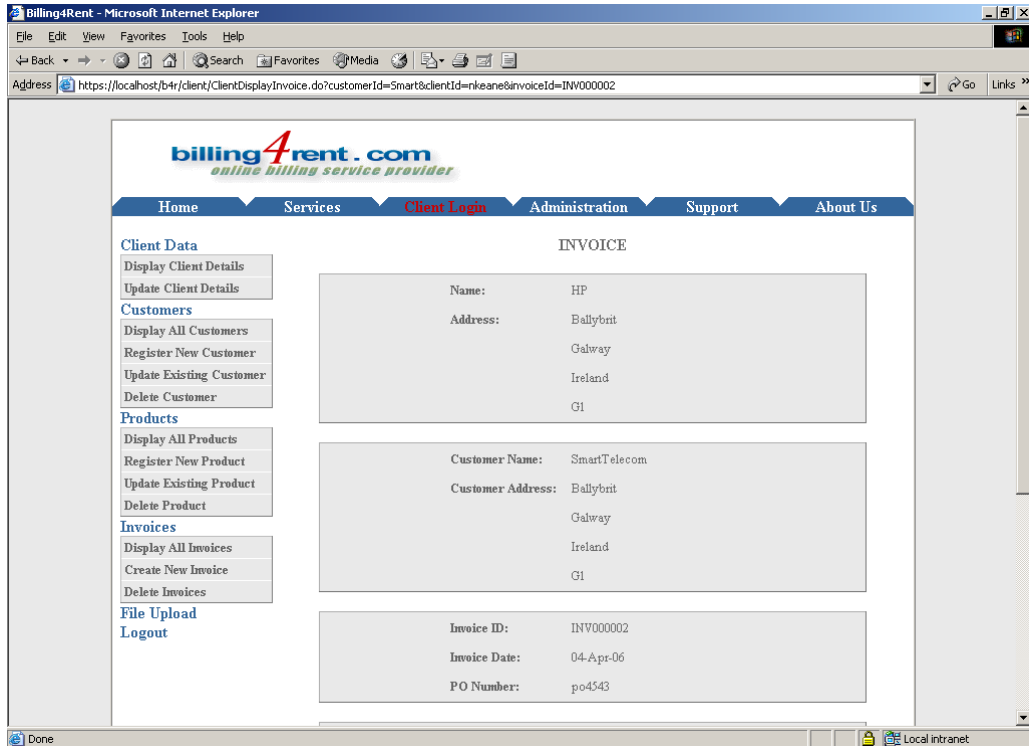 Billing4Rent - Microsoft Internet Explorer
File Edit View Favorites Tools Help
Back Search Favorites Media
Address https://localhost/b4r/client/ClientDisplayInvoice.do?customerId=Smart&clientId=nkeane&invoiceId=INV000002 Go Links »
billing4rent.com
online billing service provider
Home Services Client Login Administration Support About Us
Client Data
Display Client Details
Update Client Details
Customers
Display All Customers
Register New Customer
Update Existing Customer
Delete Customer
Products
Display All Products
Register New Product
Update Existing Product
Delete Product
Invoices
Display All Invoices
Create New Invoice
Delete Invoices
File Upload
Logout
INVOICE
Name: HP
Address: Ballybrit
Galway
Ireland
G1
Customer Name: SmartTelecom
Customer Address: Ballybrit
Galway
Ireland
G1
Invoice ID: INV000002
Invoice Date: 04-Apr-06
PO Number: po4543
Done Local intranet